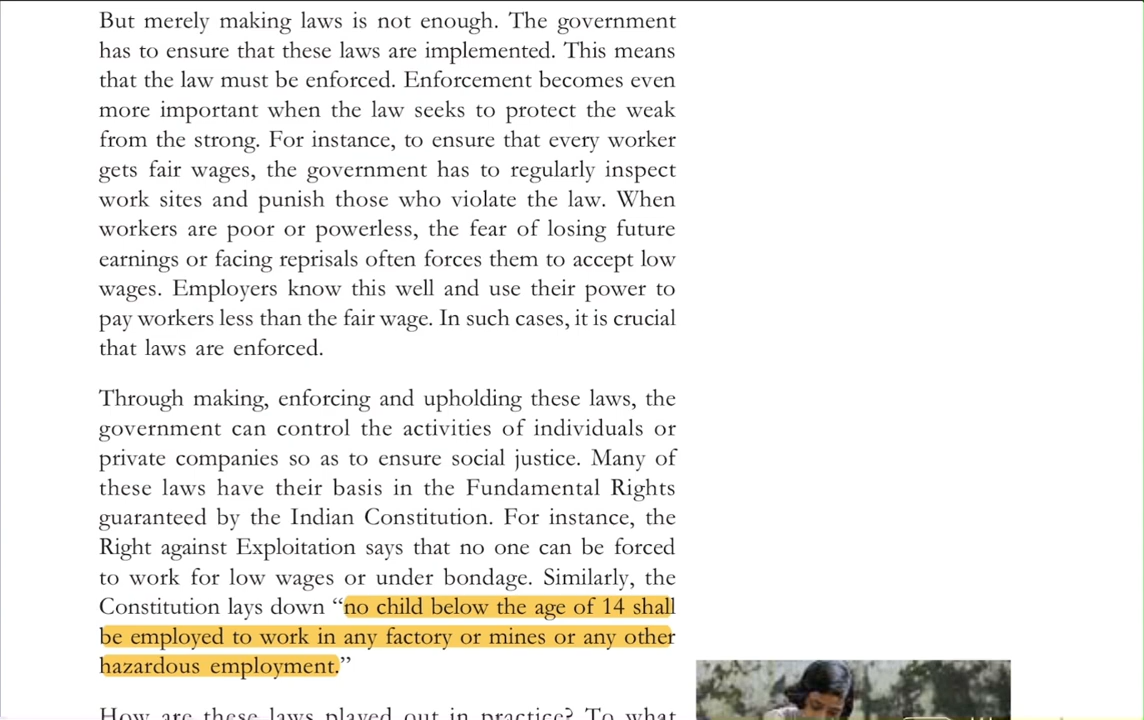 But merely making laws is not enough. The government
has to ensure that these laws are implemented. This means
that the law must be enforced. Enforcement becomes even
more important when the law seeks to protect the weak
from the strong. For instance, to ensure that every worker
gets fair wages, the government has to regularly inspect
work sites and punish those who violate the law. When
workers are poor or powerless, the fear of losing future
earnings or facing reprisals often forces them to accept low
wages. Employers know this well and use their power to
pay workers less than the fair wage. In such cases, it is crucial
that laws are enforced.
Through making, enforcing and upholding these laws, the
government can control the activities of individuals or
private companies so as to ensure social justice. Many of
these laws have their basis in the Fundamental Rights
guaranteed by the Indian Constitution. For instance, the
Right against Exploitation says that no one can be forced
to work for low wages or under bondage. Similarly, the
Constitution lays down “no child below the age of 14 shall
be employed to work in any factory or mines or any other
hazardous employment.”
How are these laws played out in practice? To what